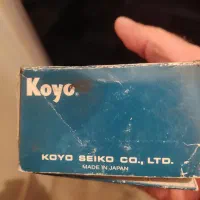 Koyo
KOYO SEIKO CO., LTD.
MADE IN JAPAN